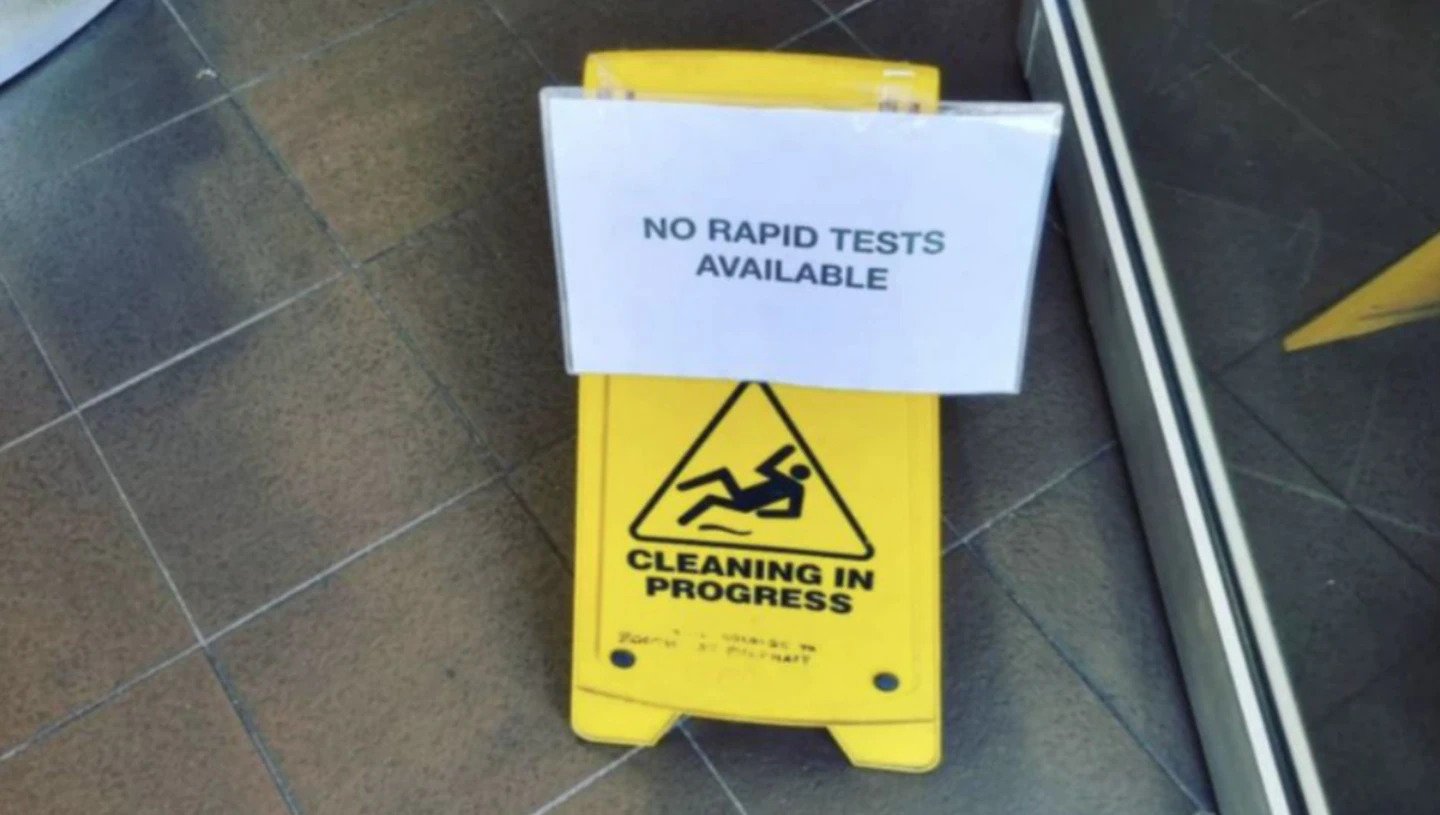 NO RAPID TESTS
AVAILABLE
CLEANING IN
PROGRESS